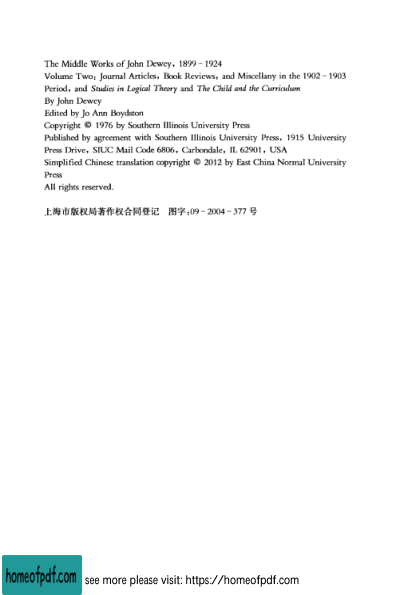 The Middle Works of John Dewey, 1899-1924
Volume Two: Journal Articles, Book Reviews, and Miscellany in the 1902-1903
Period, and Studies in Logical Theory and The Child and the Curriculum
By John Dewey
Edited by Jo Ann Boydston
Copyright © 1976 by Southern Illinois University Press
Published by agreement with Southern Illinois University Press, 1915 University
Press Drive, SIUC Mail Code 6806, Carbondale, IL 62901, USA
Simplified Chinese translation copyright © 2012 by East China Normal University
Press
All rights reserved.
上海市版权局著作权合同登记 图字:09-2004-377号
homeofpdf.com see more please visit: https://homeofpdf.com